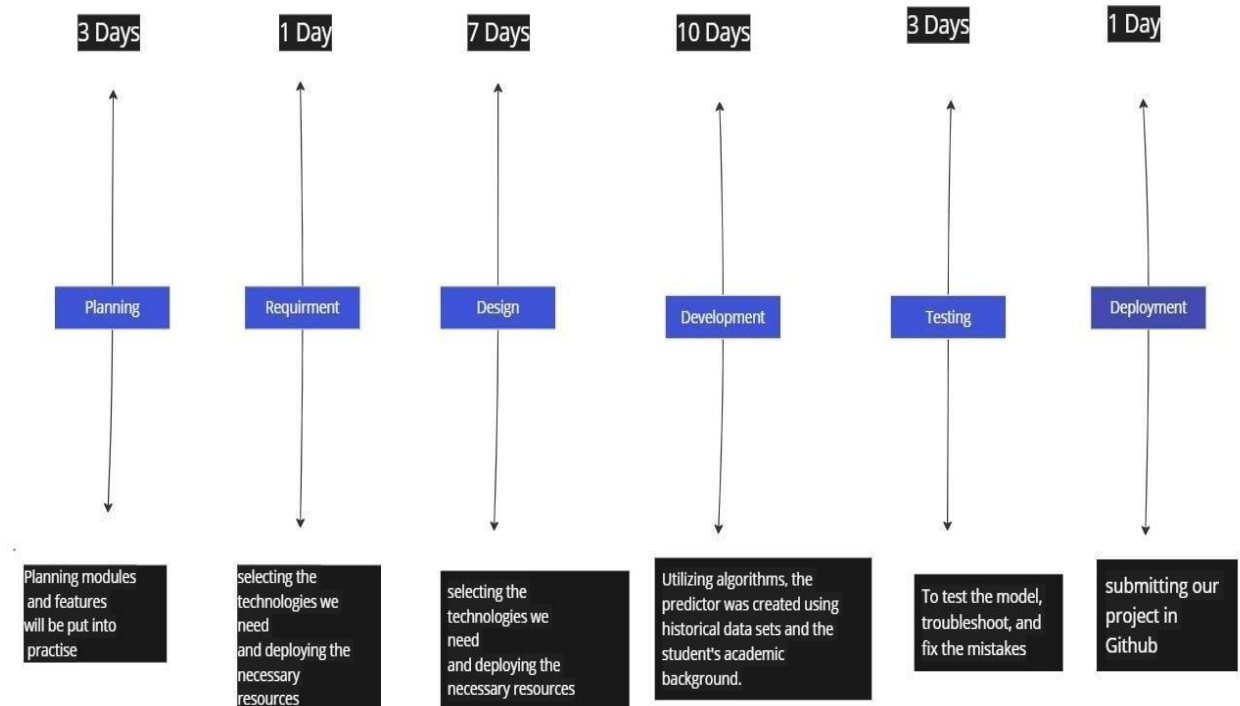 3 Days
1 Day
7 Days
10 Days
3 Days
1 Day
Planning
Requirment
Design
Development
Testing
Deployment
Planning modules
and features
will be put into
practise
selecting the
technologies we
need
and deploying the
necessary
resources
selecting the
technologies we
need
and deploying the
necessary resources
Utilizing algorithms, the
predictor was created using
historical data sets and the
student's academic
background.
To test the model,
troubleshoot, and
fix the mistakes
submitting our
project in
Github